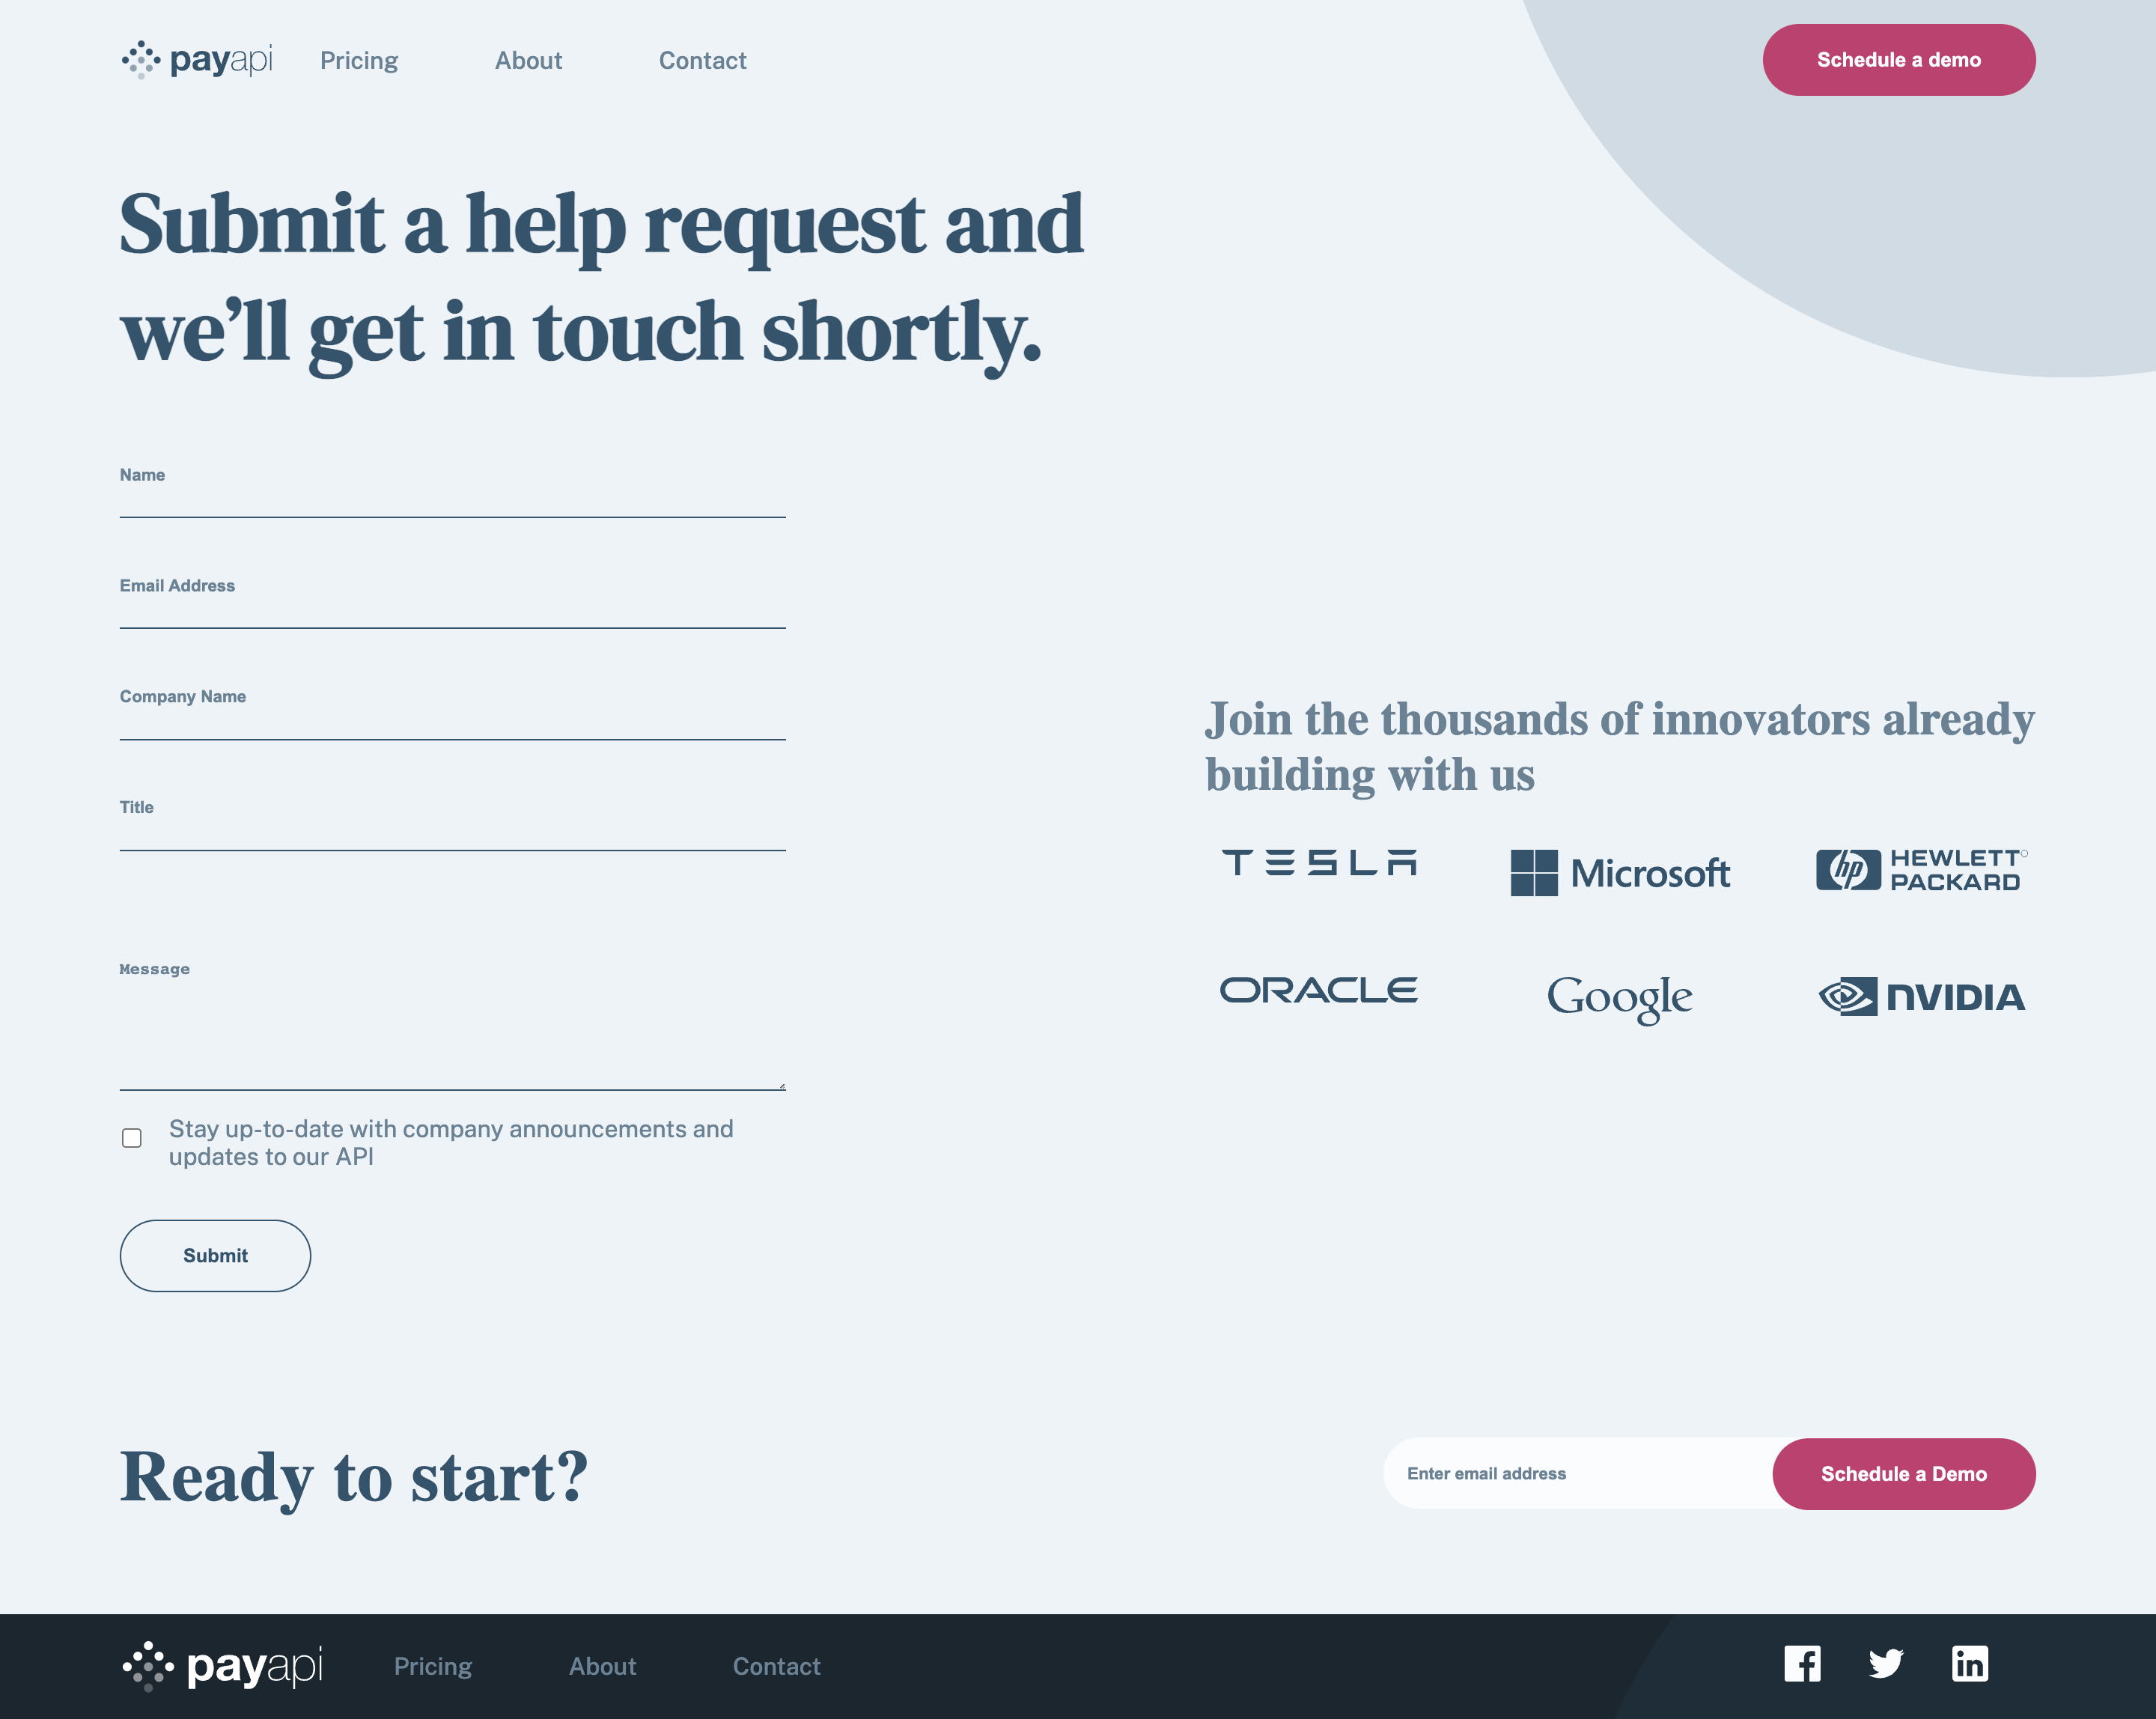 payapi
Pricing
About
Contact
Schedule a demo
Submit a help request and
we’ll get in touch shortly.
Name
Email Address
Company Name
Title
Message
Stay up-to-date with company announcements and
updates to our API
Submit
Join the thousands of innovators already
building with us
TESLA
Microsoft
hp HEWLETT
PACKARD
ORACLE
Google
NVIDIA
Ready to start?
Enter email address
Schedule a Demo
payapi
Pricing
About
Contact